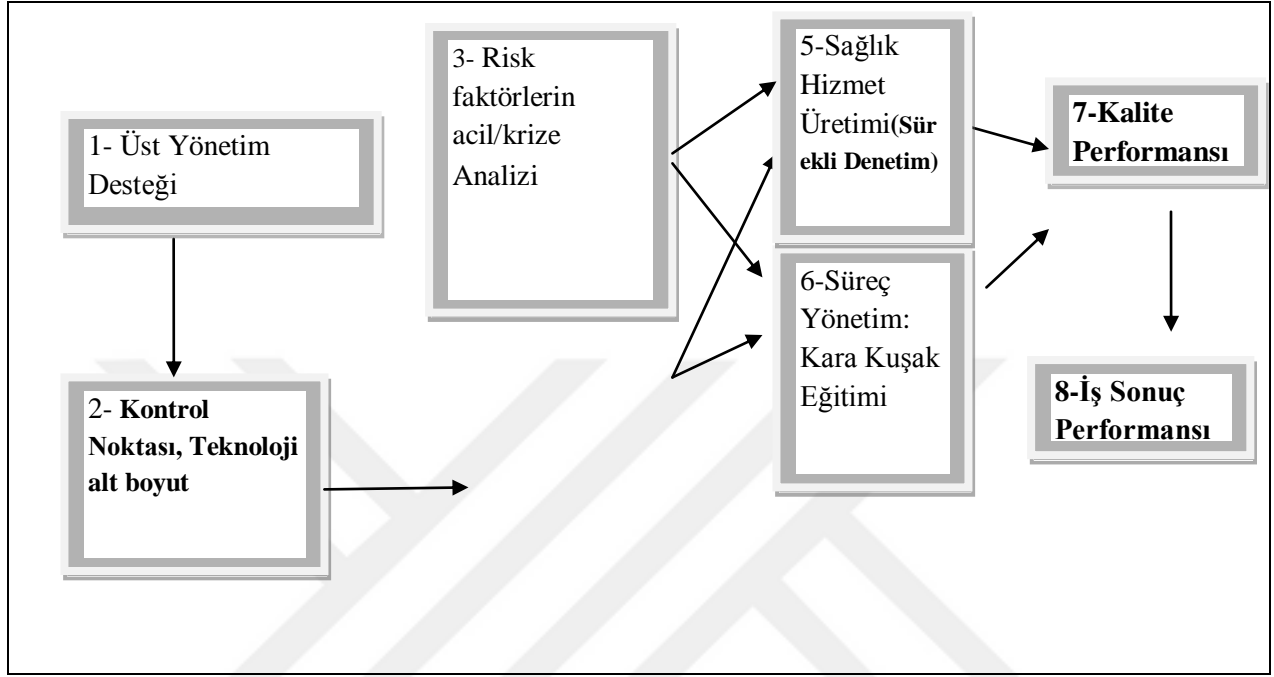 1- Üst Yönetim
Desteği
2- Kontrol
Noktası, Teknoloji
alt boyut
3- Risk
faktörlerin
acil/krize
Analizi
5-Sağlık
Hizmet
Üretimi(Sür
ekli Denetim)
6-Süreç
Yönetim:
Kara Kuşak
Eğitimi
7-Kalite
Performansı
8-İş Sonuç
Performansı